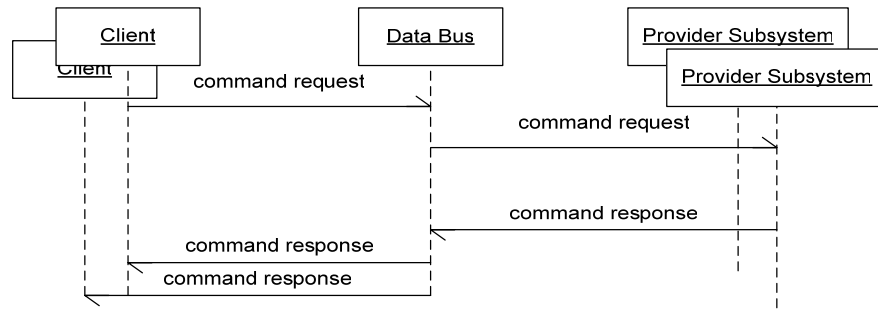 Client
Client
Data Bus
Provider Subsystem
Provider Subsystem
command request
command request
command response
command response
command response